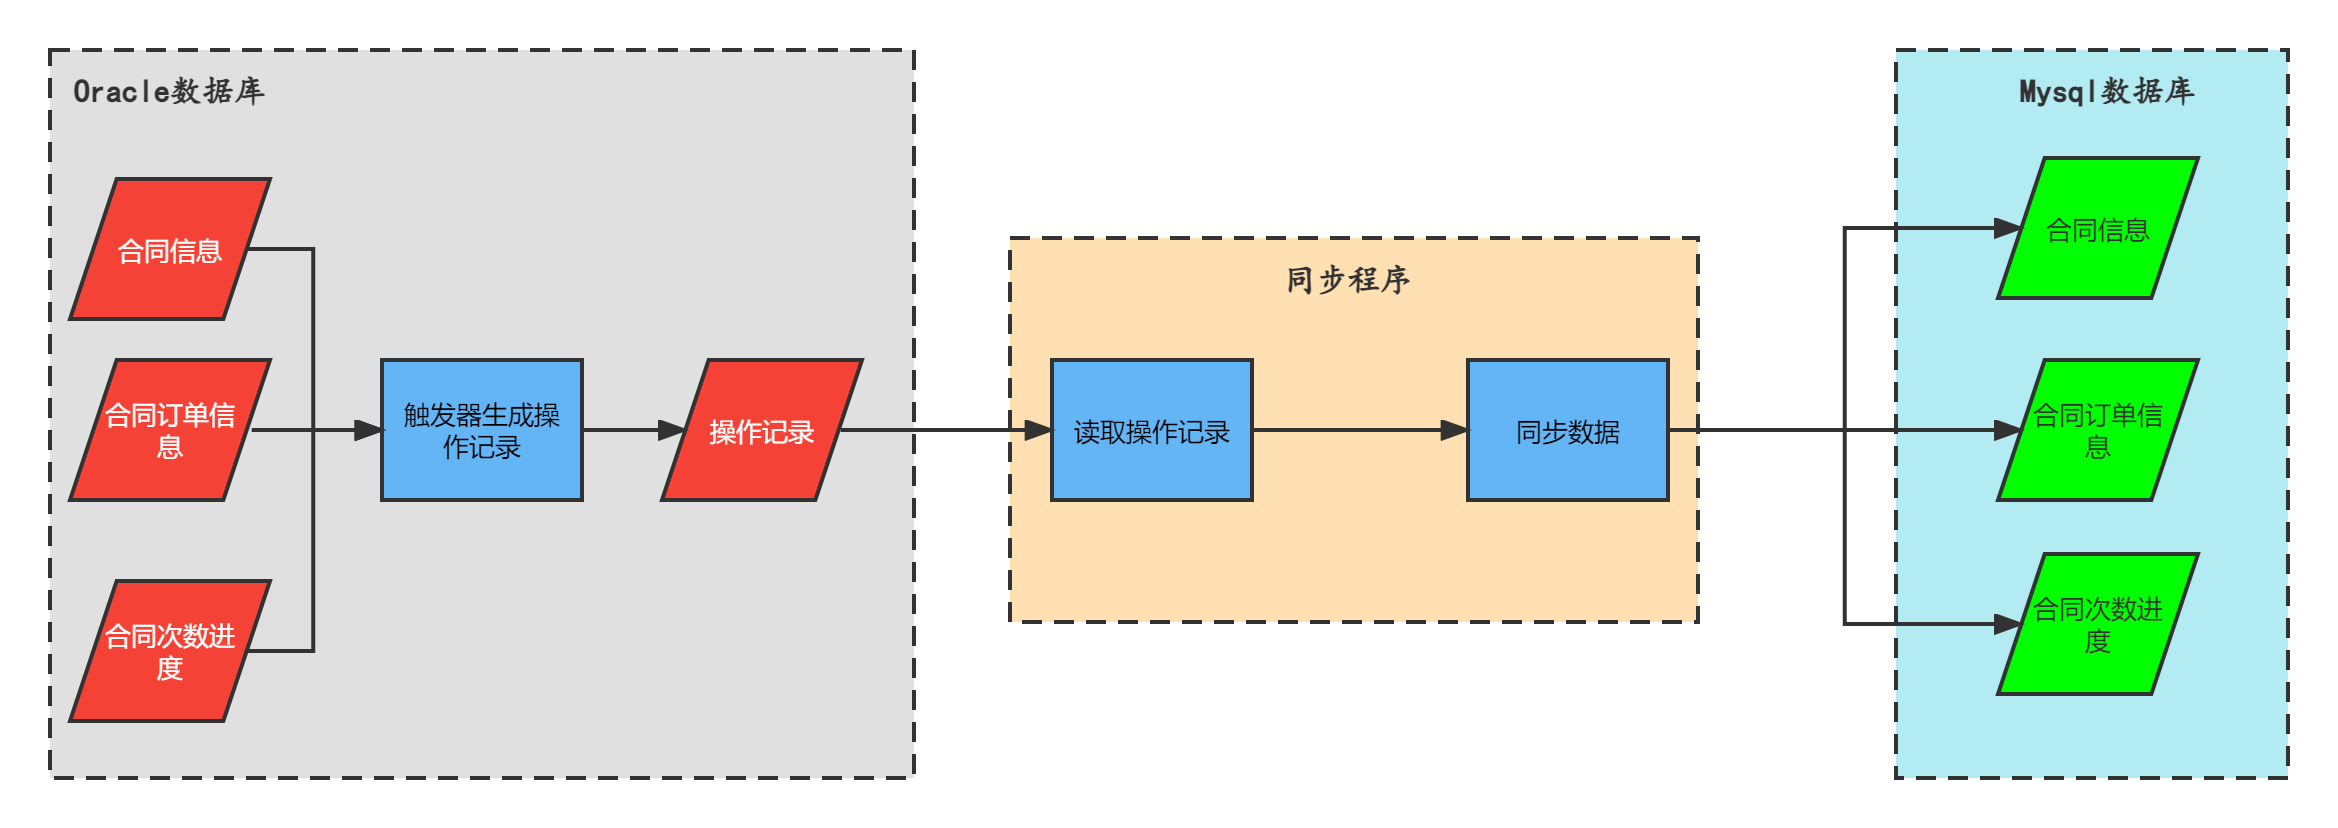 Oracle数据库
合同信息
合同订单信
息
合同次数进
度
触发器生成操
作记录
操作记录
同步程序
读取操作记录
同步数据
Mysql数据库
合同信息
合同订单信
息
合同次数进
度